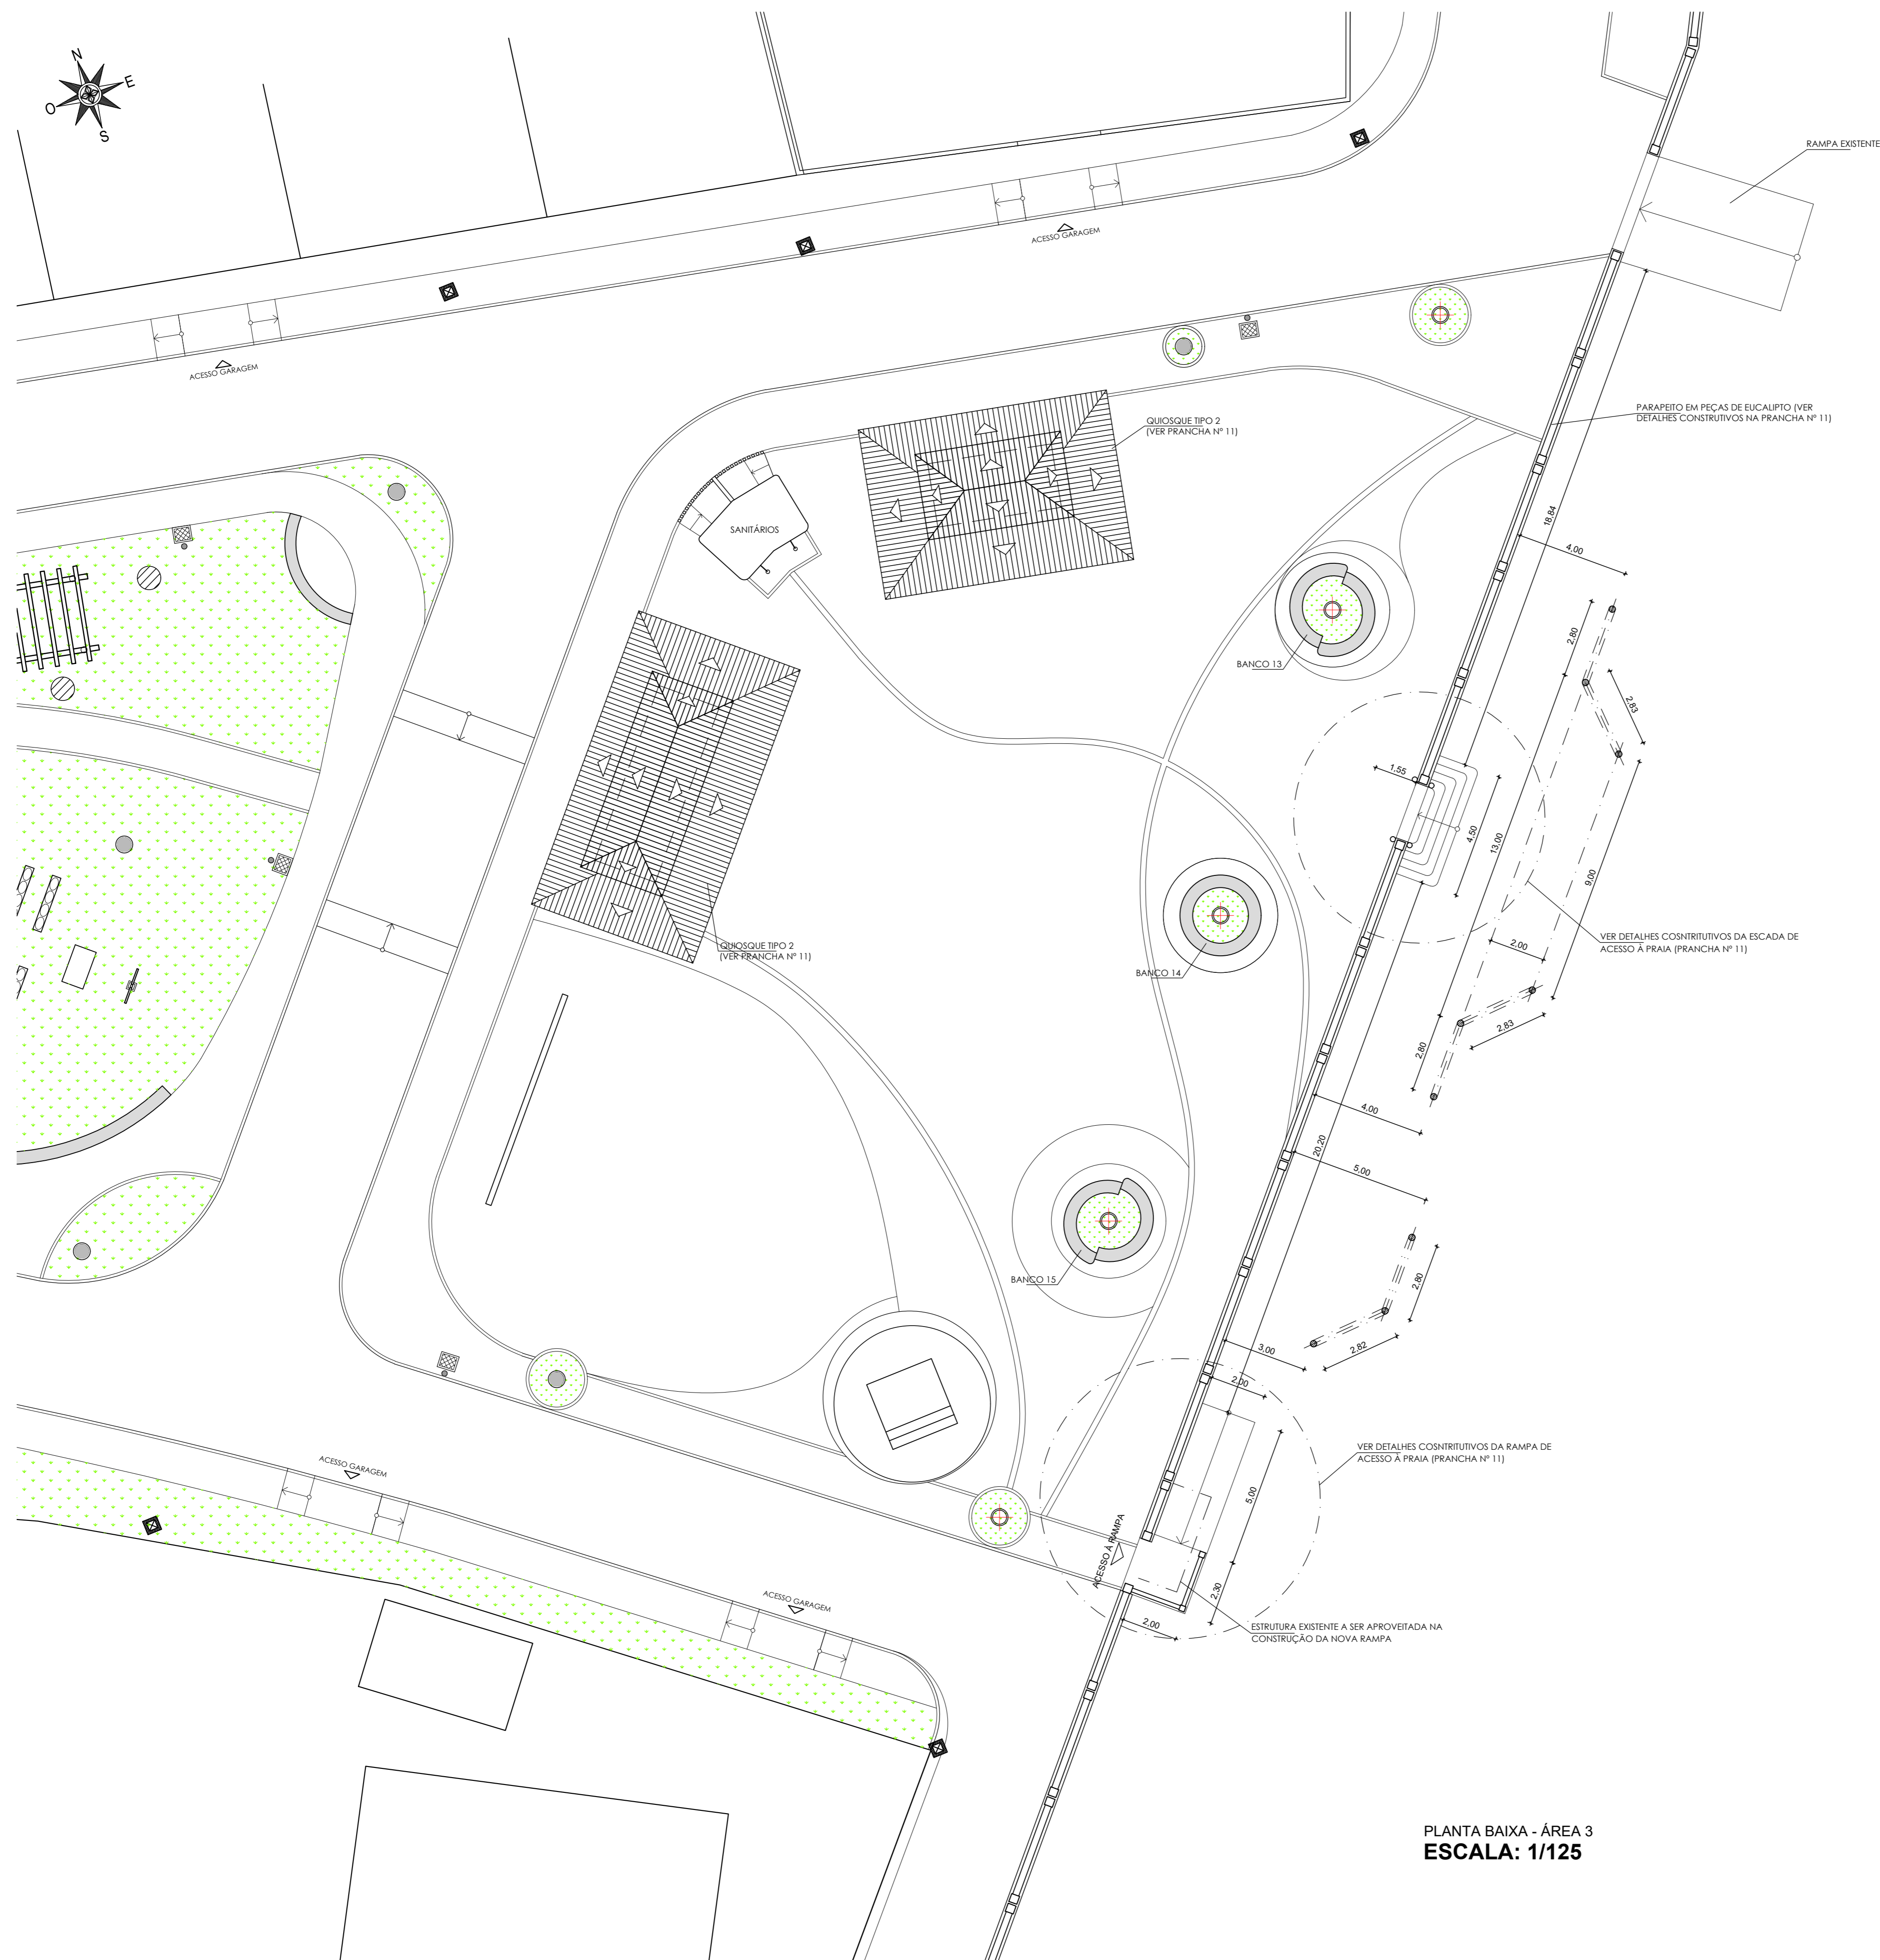 N
E
O
S
RAMPA EXISTENTE
ACESSO GARAGEM
ACESSO GARAGEM
QUIOSQUE TIPO 2
(VER PRANCHA Nº 11)
PARAPEITO EM PEÇAS DE EUCALIPTO (VER
DETALHES CONSTRUTIVOS NA PRANCHA Nº 11)
SANITÁRIOS
18,84
4,00
2,80
BANCO 13
2,83
1,55
4,50
13,00
9,00
QUIOSQUE TIPO 2
(VER PRANCHA Nº 11)
BANCO 14
2,00
VER DETALHES COSNTRITUTIVOS DA ESCADA DE
ACESSO À PRAIA (PRANCHA Nº 11)
2,83
2,80
4,00
20,20
5,00
BANCO 15
2,80
3,00
2,82
2,00
VER DETALHES COSNTRITUTIVOS DA RAMPA DE
ACESSO À PRAIA (PRANCHA Nº 11)
ACESSO GARAGEM
5,00
ACESSO À RAMPA
ACESSO GARAGEM
2,30
2,00
ESTRUTURA EXISTENTE A SER APROVEITADA NA
CONSTRUÇÃO DA NOVA RAMPA
PLANTA BAIXA - ÁREA 3
ESCALA: 1/125